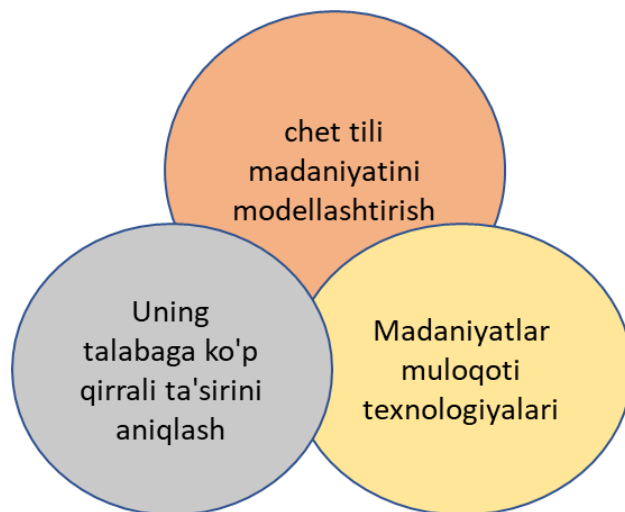 chet tili
madaniyatini
modellashtirish
Uning
talabaga ko'p
qirrali ta'sirini
aniqlash
Madaniyatlar
muloqoti
texnologiyalari